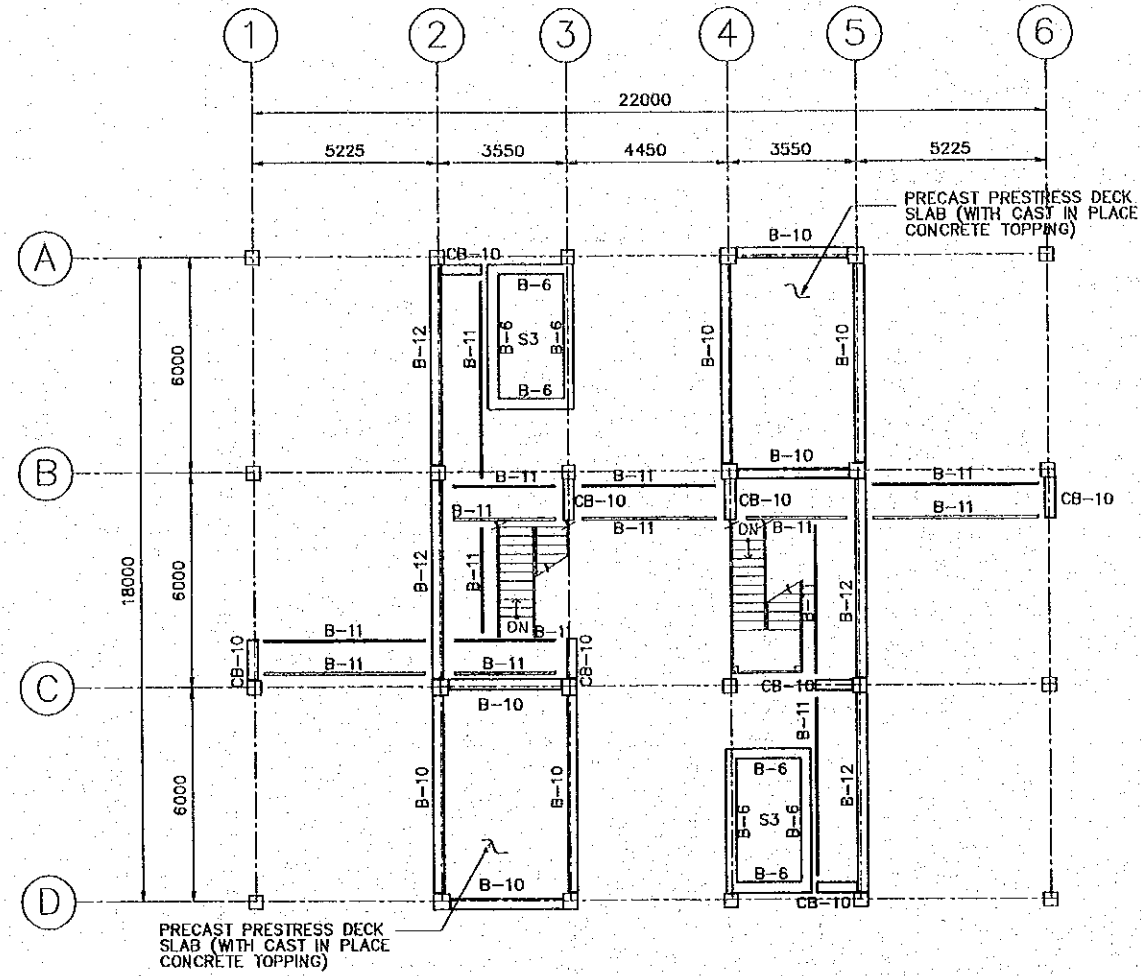 1 2 3 4 5 6
22000
5225 3550 4450 3550 5225
PRECAST PRESTRESS DECK
SLAB (WITH CAST IN PLACE
CONCRETE TOPPING)
B-10
A
CB-10
B-6
B-12
B-11
B-6
S3
B-6
B-10
B-10
6000
B-6
B
B-11
B-11
B-10
B-11
CB-10
CB-10
CB-10
B-11
B-11
B-11
B-11
DN
18000
6000
B-12
B-11
B-12
DN
B-11
B-11
CB-10
CB-10
B-11
B-11
C
B-10
CB-10
B-11
6000
B-10
B-10
B-6
B-6
S3
B-6
B-12
B-6
D
B-10
CB-10
PRECAST PRESTRESS DECK
SLAB (WITH CAST IN PLACE
CONCRETE TOPPING)